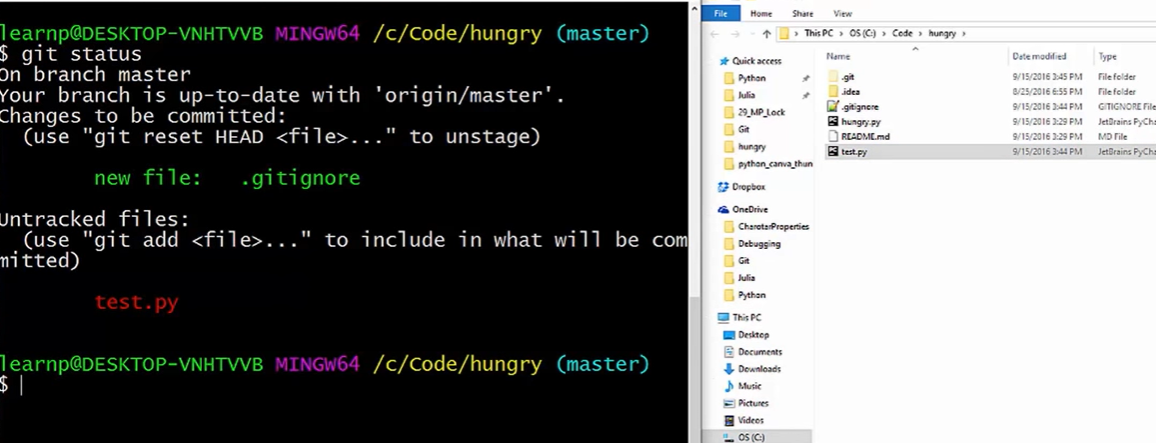 learnp@DESKTOP-VNHTVVB MINGW64 /c/Code/hungry (master)
$ git status
On branch master
Your branch is up-to-date with 'origin/master'.
Changes to be committed:
(use "git reset HEAD <file>..." to unstage)
new file: .gitignore
Untracked files:
(use "git add <file>..." to include in what will be com
mitted)
test.py
learnp@DESKTOP-VNHTVVB MINGW64 /c/Code/hungry (master)
$
File Home Share View
This PC > OS (C:) > Code > hungry >
Quick access
Python
Julia
29_MP_Lock
Git
hungry
python_canva_thun
Dropbox
OneDrive
CharotarProperties
Debugging
Git
Julia
Python
This PC
Desktop
Documents
Downloads
Music
Pictures
Videos
OS (C:)
Name Date modified Type
.git 9/15/2016 3:45 PM File folder
.idea 8/25/2016 6:55 PM File folder
.gitignore 9/15/2016 3:44 PM GITIGNORE File
hungry.py 9/15/2016 3:29 PM JetBrains PyCha
README.md 9/15/2016 3:29 PM MD File
test.py 9/15/2016 3:44 PM JetBrains PyCha